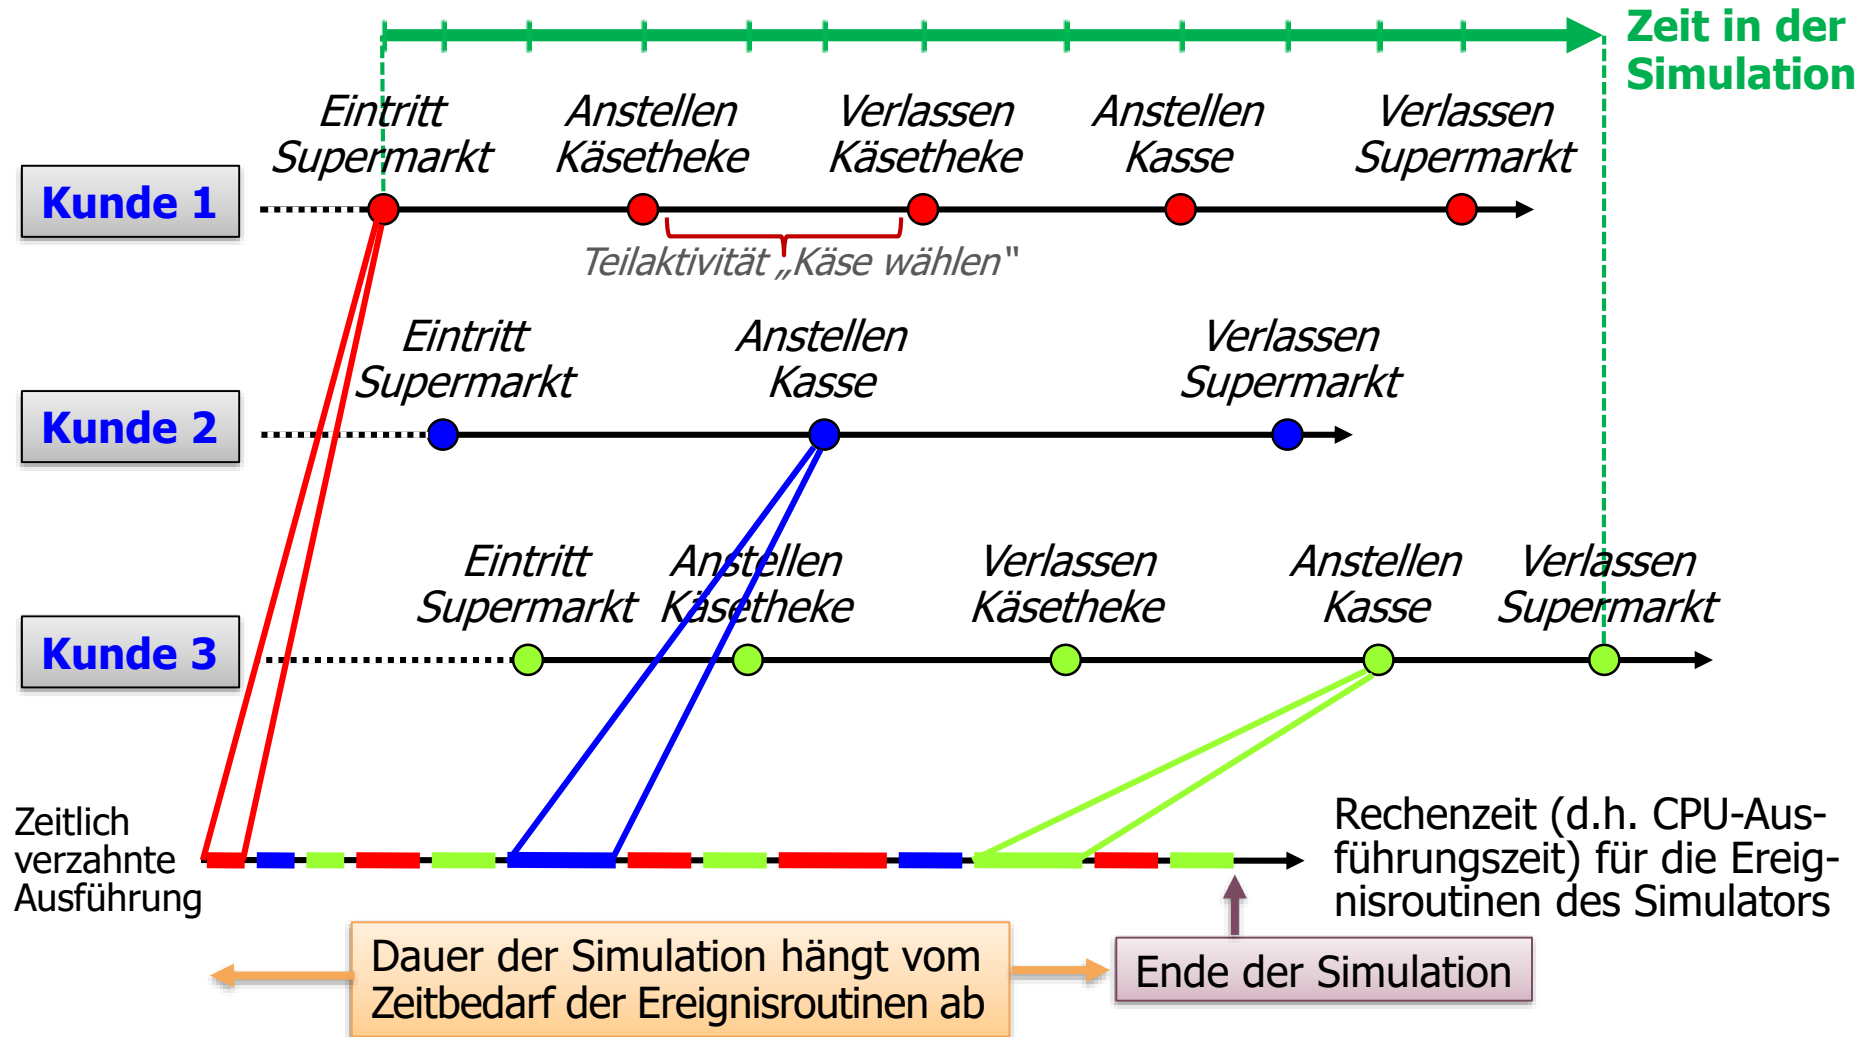 Zeit in der
Simulation
Eintritt
Supermarkt
Anstellen
Käsetheke
Verlassen
Käsetheke
Anstellen
Kasse
Verlassen
Supermarkt
Kunde 1
Teilaktivität „Käse wählen"
Eintritt
Supermarkt
Anstellen
Kasse
Verlassen
Supermarkt
Kunde 2
Eintritt
Supermarkt
Anstellen
Käsetheke
Verlassen
Käsetheke
Anstellen
Kasse
Verlassen
Supermarkt
Kunde 3
Zeitlich
verzahnte
Ausführung
Rechenzeit (d.h. CPU-Aus-
führungszeit) für die Ereig-
nisroutinen des Simulators
Dauer der Simulation hängt vom
Zeitbedarf der Ereignisroutinen ab
Ende der Simulation